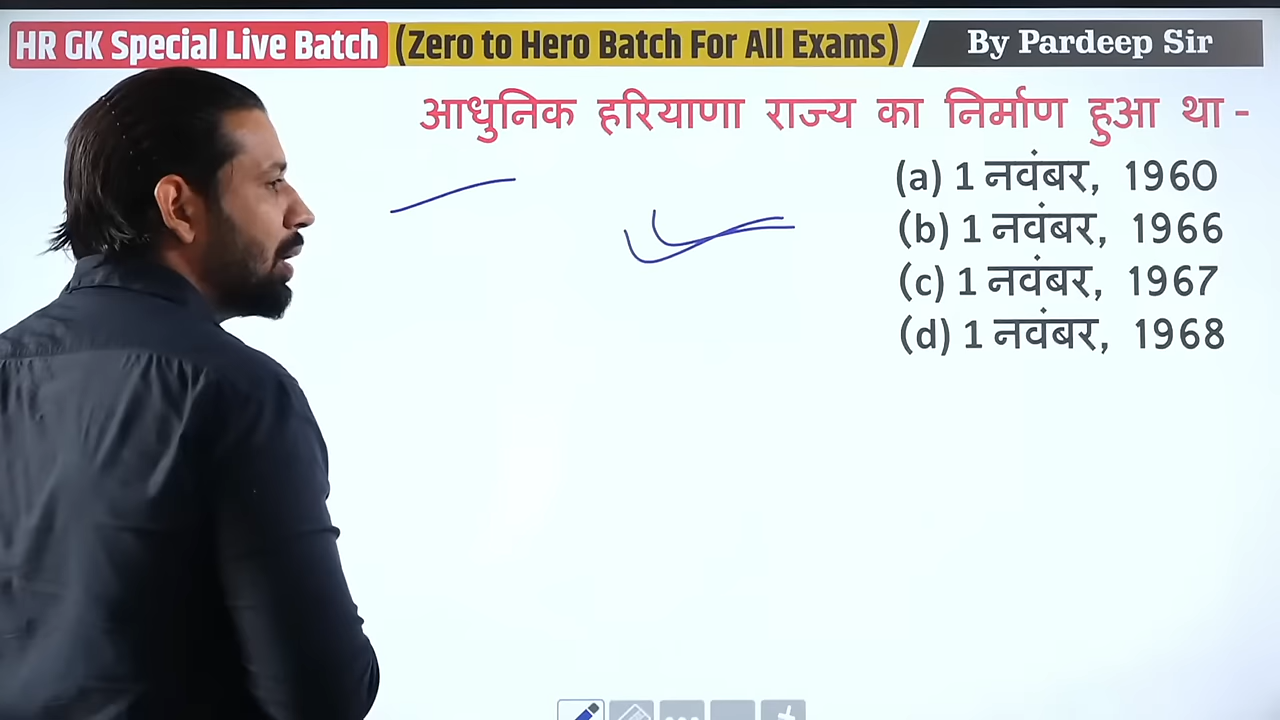 HR GK Special Live Batch (Zero to Hero Batch For All Exams) By Pardeep Sir
आधुनिक हरियाणा राज्य का निर्माण हुआ था -
(a) 1 नवंबर, 1960
(b) 1 नवंबर, 1966
(c) 1 नवंबर, 1967
(d) 1 नवंबर, 1968